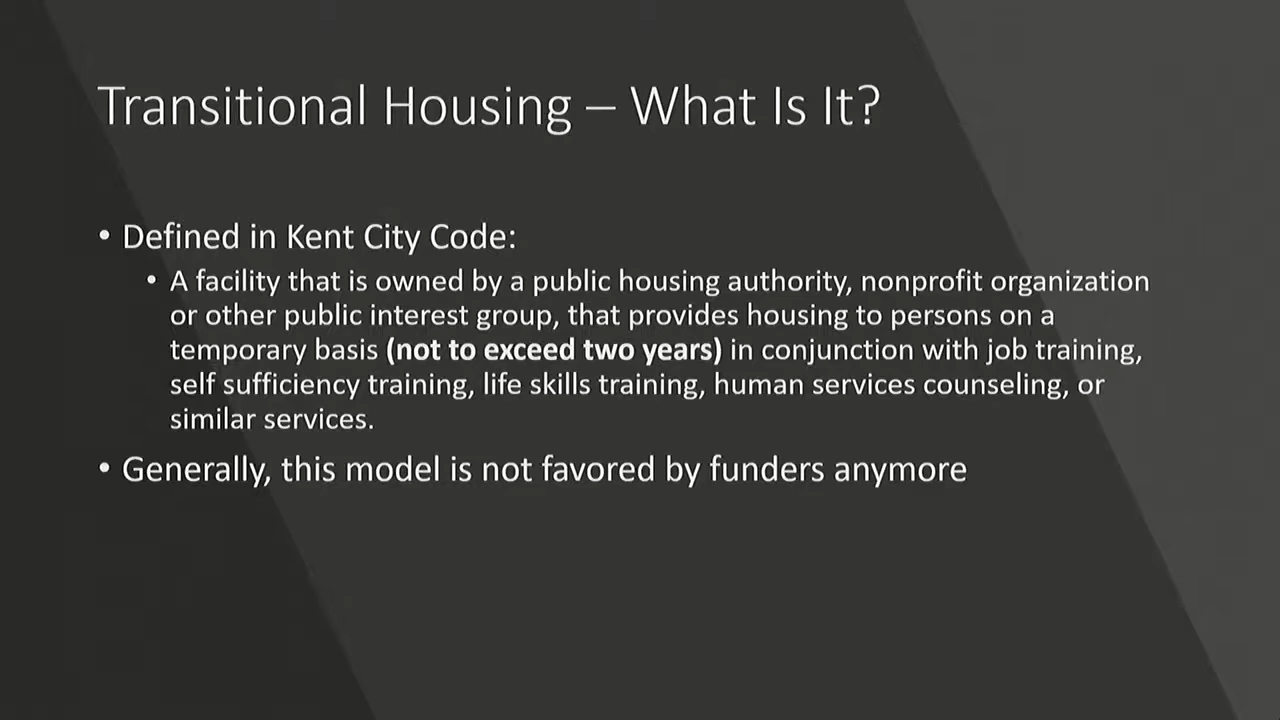 Transitional Housing – What Is It?
• Defined in Kent City Code:
• A facility that is owned by a public housing authority, nonprofit organization
or other public interest group, that provides housing to persons on a
temporary basis (not to exceed two years) in conjunction with job training,
self sufficiency training, life skills training, human services counseling, or
similar services.
• Generally, this model is not favored by funders anymore